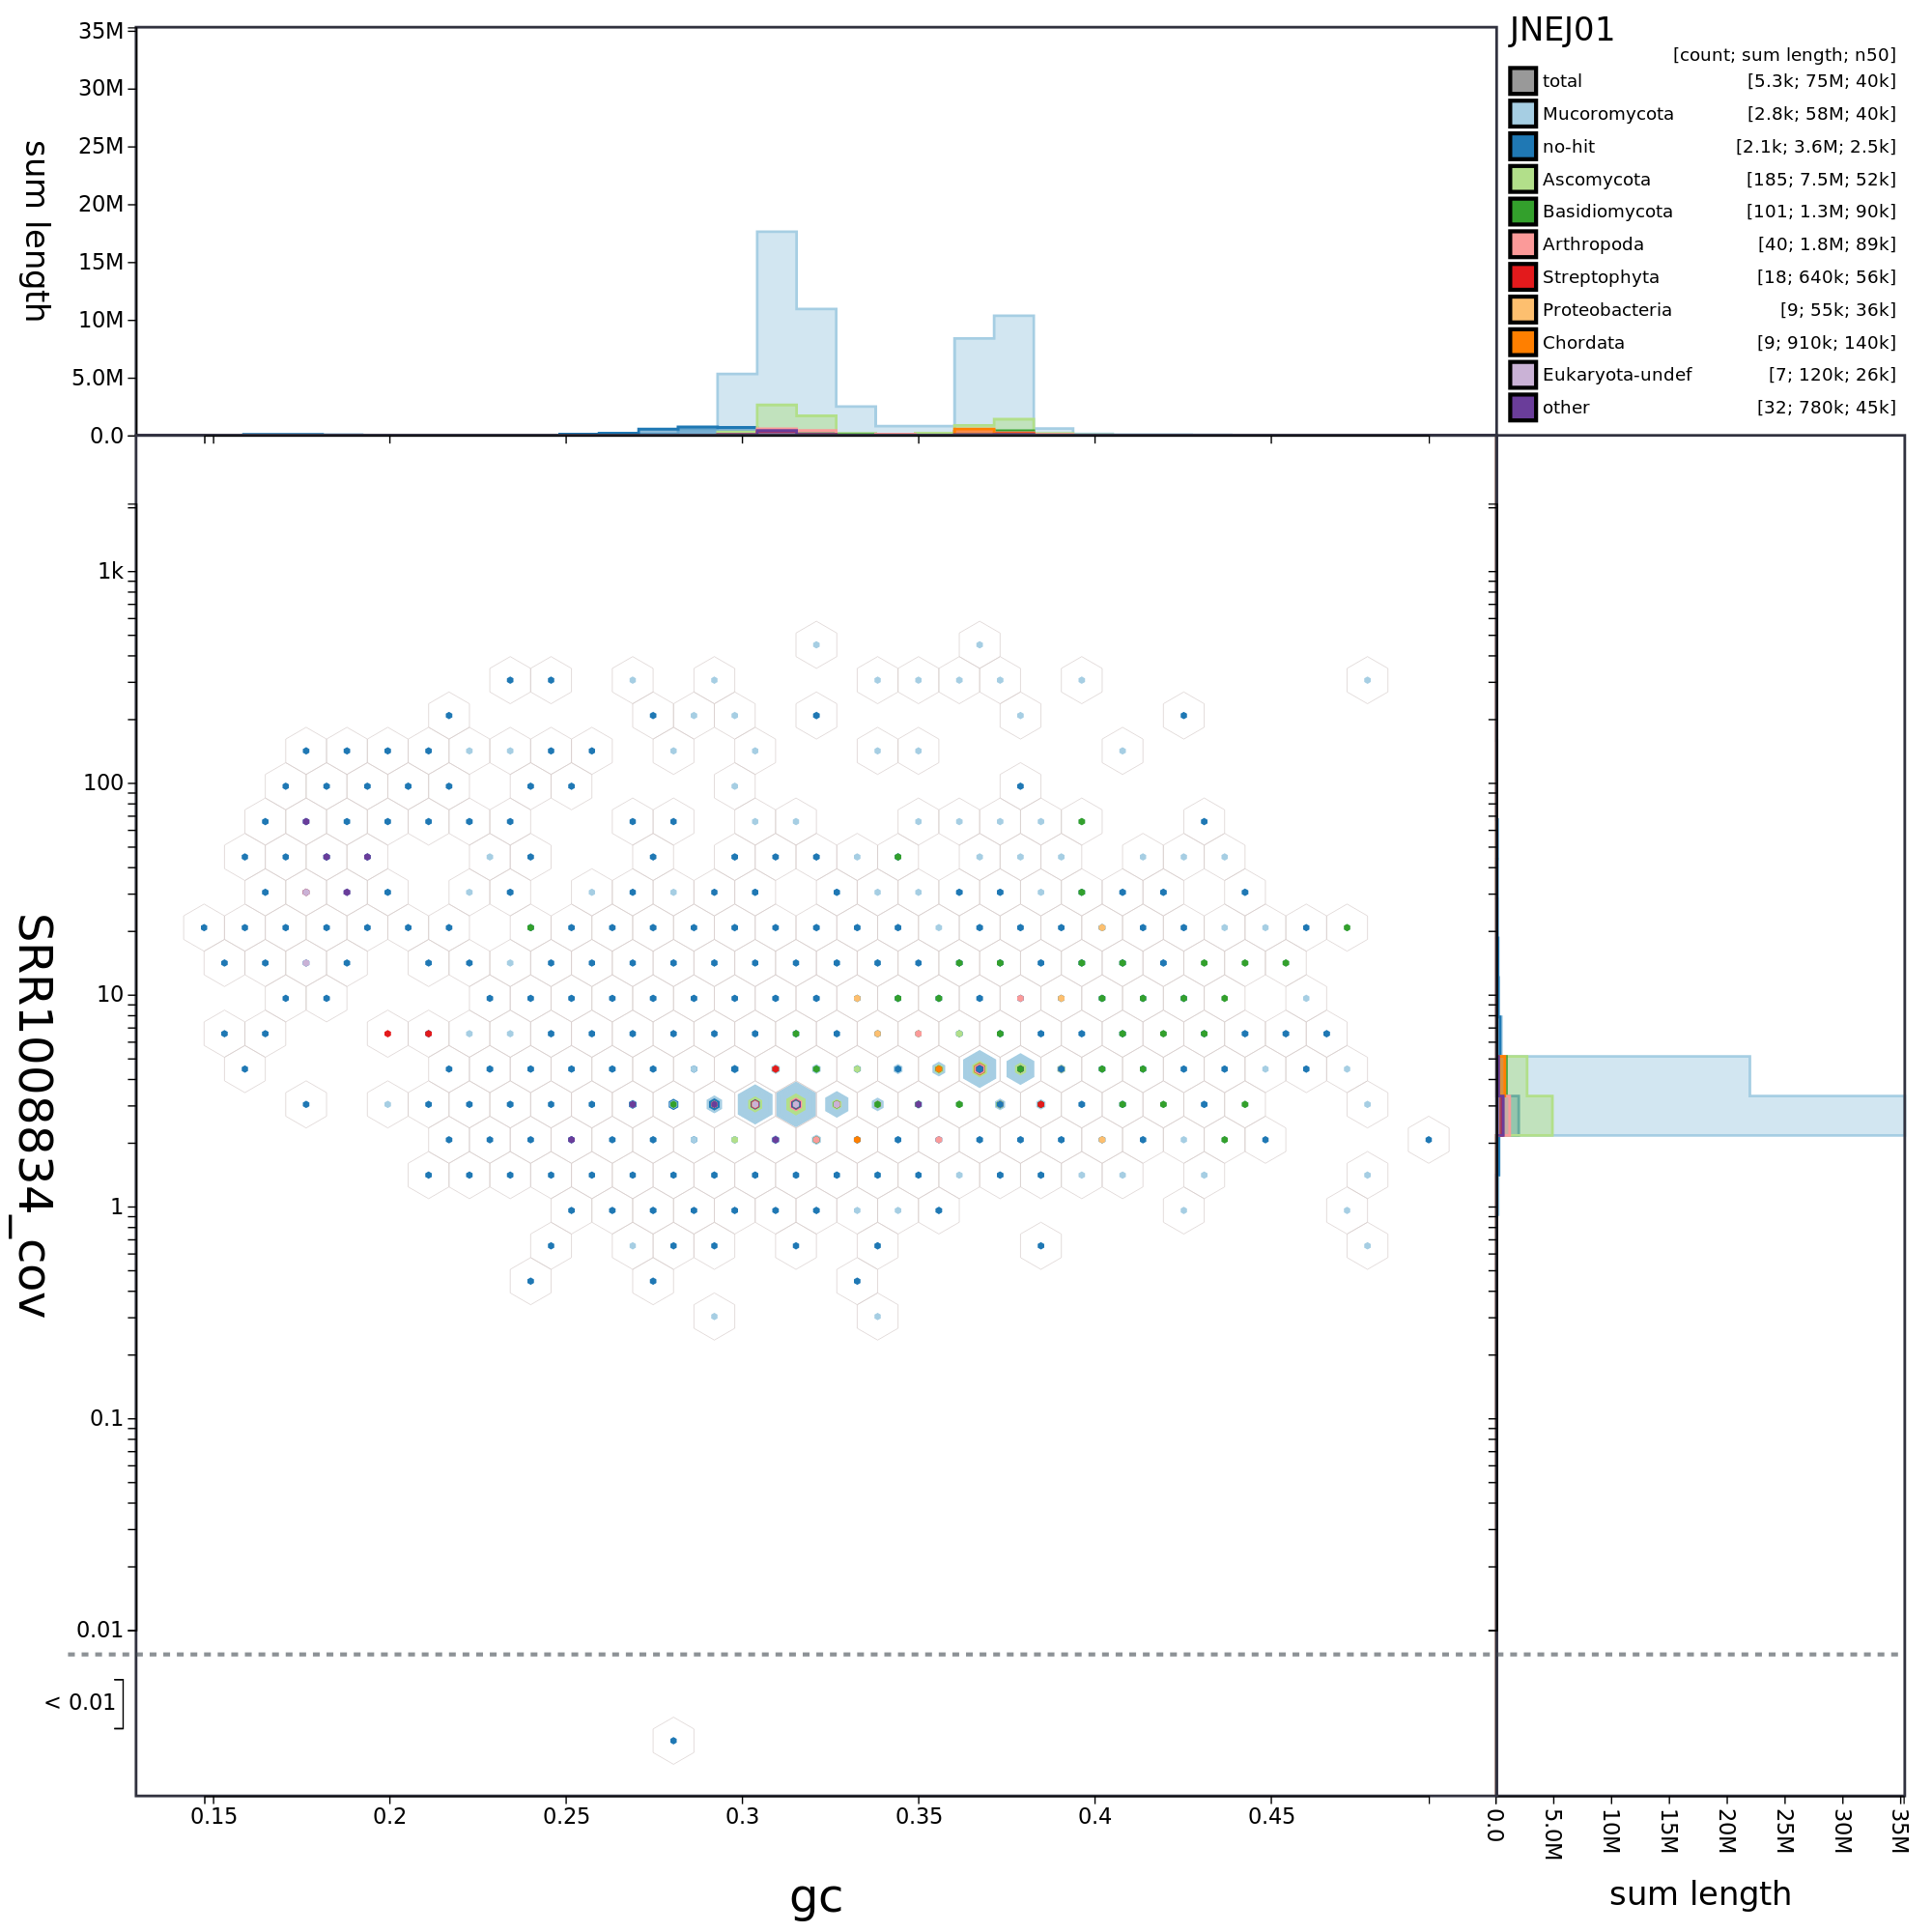 JNEJ01
[count; sum length; n50]
total [5.3k; 75M; 40k]
Mucoromycota [2.8k; 58M; 40k]
no-hit [2.1k; 3.6M; 2.5k]
Ascomycota [185; 7.5M; 52k]
Basidiomycota [101; 1.3M; 90k]
Arthropoda [40; 1.8M; 89k]
Streptophyta [18; 640k; 56k]
Proteobacteria [9; 55k; 36k]
Chordata [9; 910k; 140k]
Eukaryota-undef [7; 120k; 26k]
other [32; 780k; 45k]
sum length
35M
30M
25M
20M
15M
10M
5.0M
0.0
SRR1008834_cov
1k
100
10
1
0.1
0.01
< 0.01
0.15 0.2 0.25 0.3 0.35 0.4 0.45
gc
0.0 5.0M 10M 15M 20M 25M 30M 35M
sum length